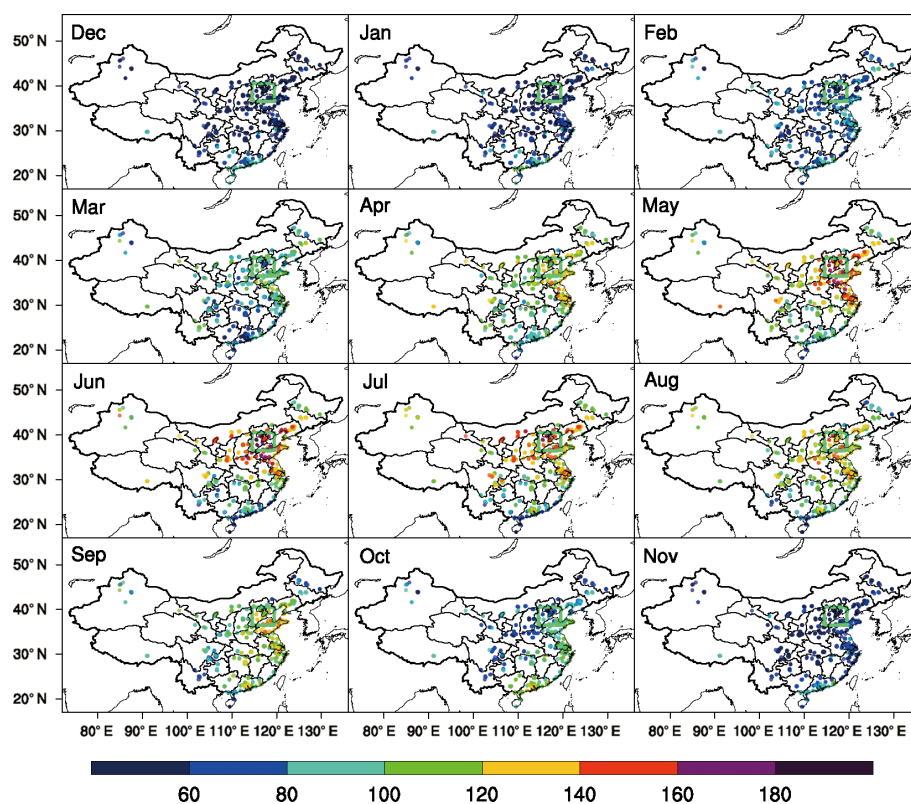 Dec Jan Feb
50° N
40° N
30° N
20° N
Mar Apr May
50° N
40° N
30° N
20° N
Jun Jul Aug
50° N
40° N
30° N
20° N
Sep Oct Nov
50° N
40° N
30° N
20° N
80° E 90° E 100° E 110° E 120° E 130° E 80° E 90° E 100° E 110° E 120° E 130° E 80° E 90° E 100° E 110° E 120° E 130° E
60 80 100 120 140 160 180